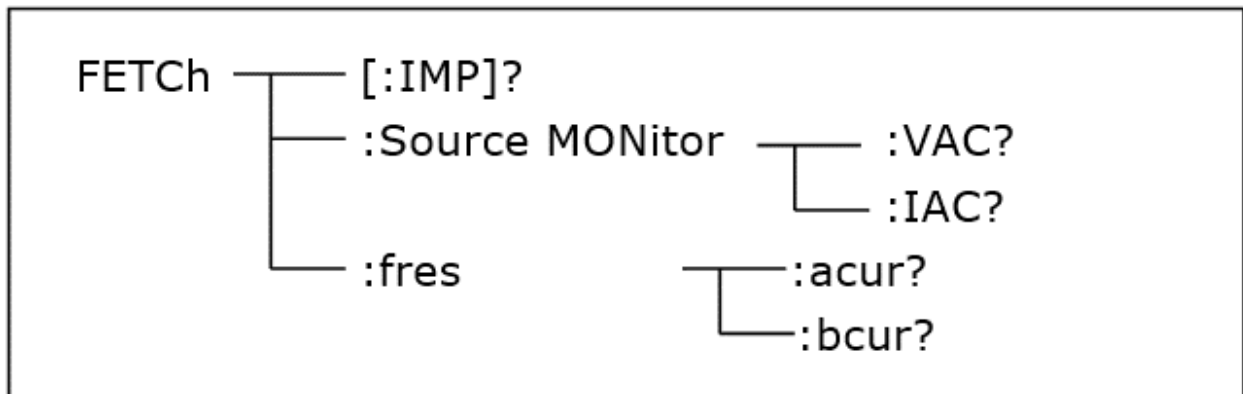 FETCh [:IMP]?
:Source MONitor :VAC?
:IAC?
:fres :acur?
:bcur?